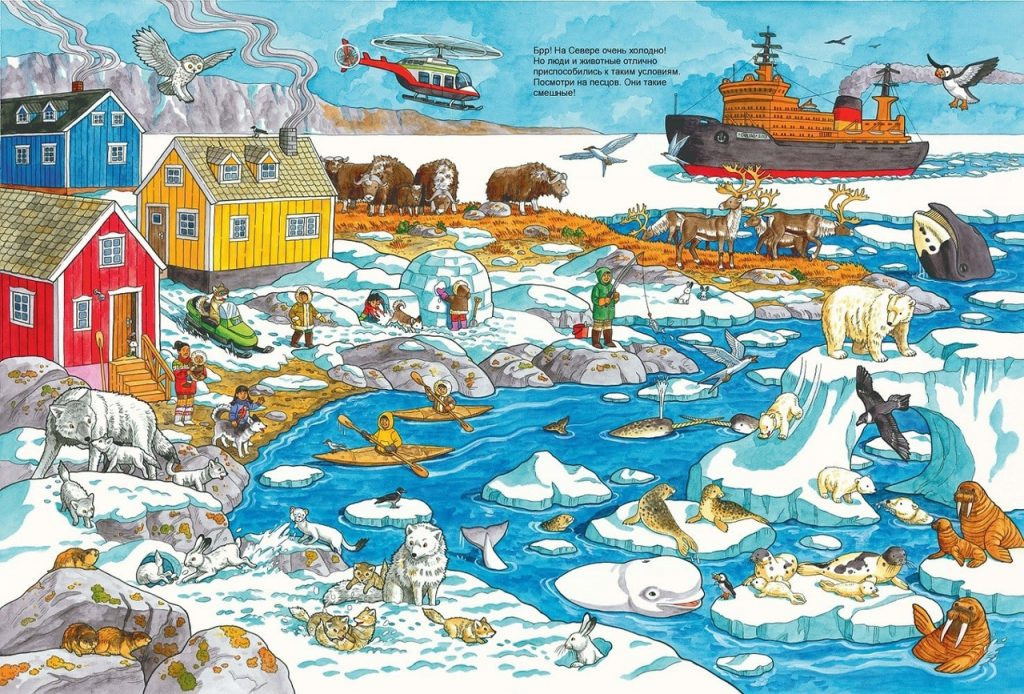 Брр! На Севере очень холодно!
Но люди и животные отлично
приспособились к таким условиям.
Посмотри на песцов. Они такие
смешные!